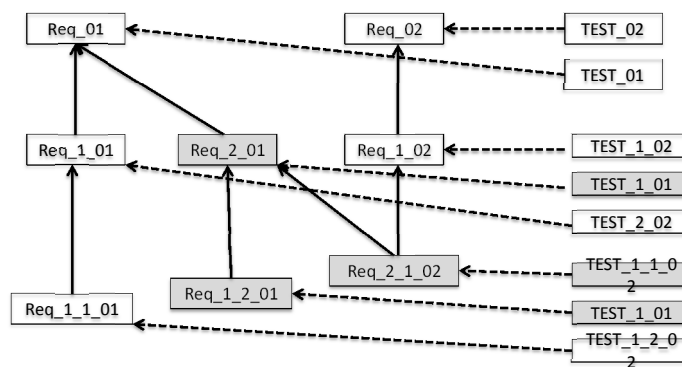 Req_01
Req_02
TEST_02
TEST_01
Req_1_01
Req_2_01
Req_1_02
TEST_1_02
TEST_1_01
TEST_2_02
Req_2_1_02
TEST_1_1_0
2
Req_1_2_01
Req_1_1_01
TEST_1_01
TEST_1_2_0
2